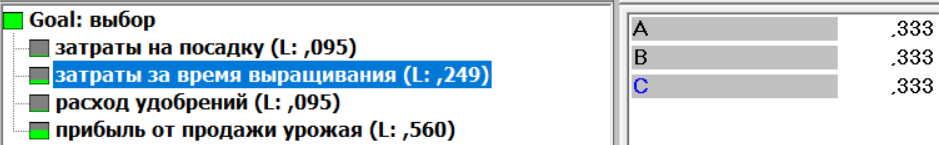 Goal: выбор
затраты на посадку (L: ,095)
затраты за время выращивания (L: ,249)
расход удобрений (L: ,095)
прибыль от продажи урожая (L: ,560)
A ,333
B ,333
C ,333